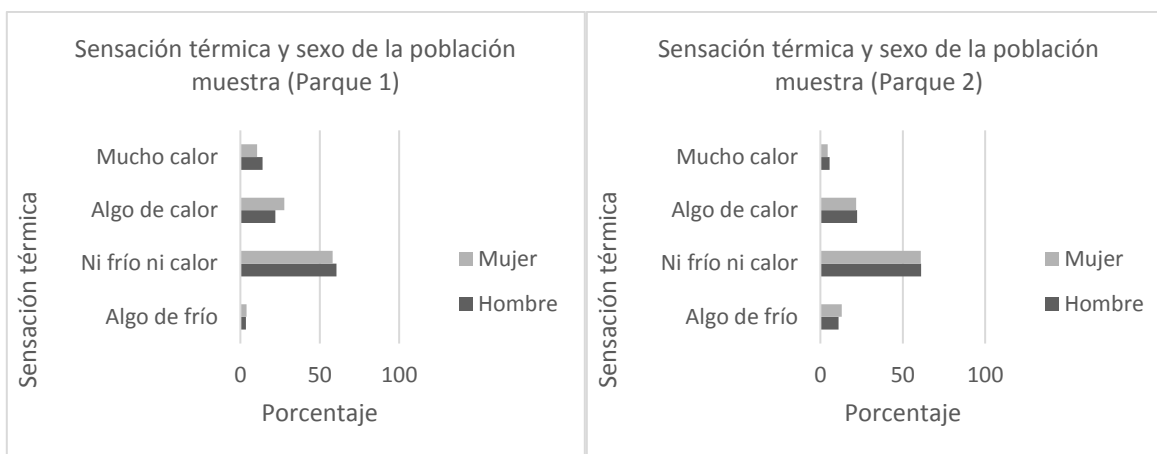 Sensación térmica y sexo de la población
muestra (Parque 1)
Sensación térmica
Mucho calor
Algo de calor
Ni frío ni calor
Algo de frío
Mujer
Hombre
0 50 100
Porcentaje
Sensación térmica y sexo de la población
muestra (Parque 2)
Sensación térmica
Mucho calor
Algo de calor
Ni frío ni calor
Algo de frío
Mujer
Hombre
0 50 100
Porcentaje